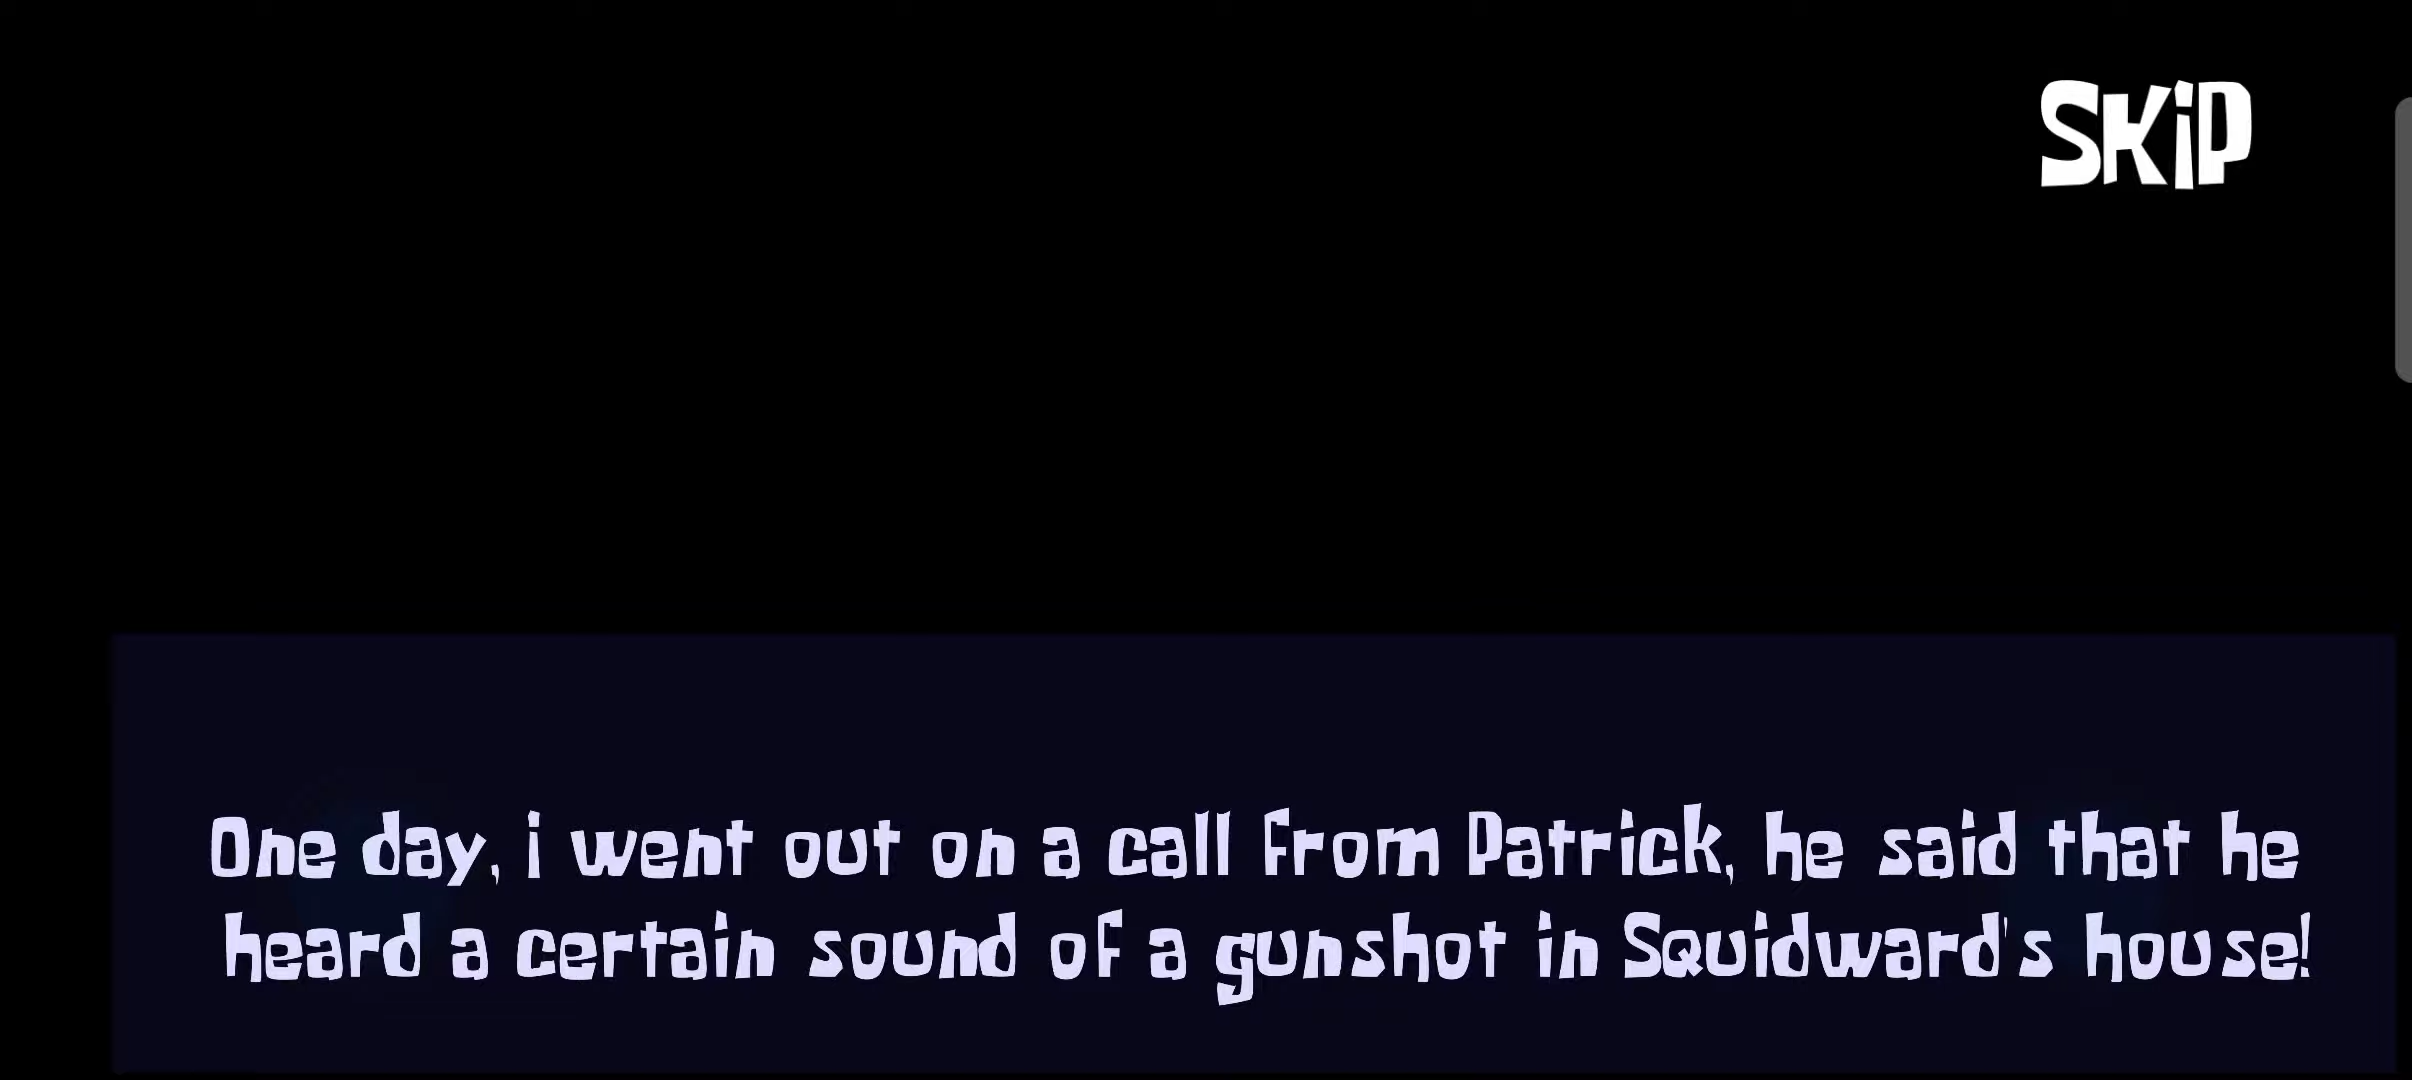 SKiP
One day, i went out on a call from Patrick, he said that he
heard a certain sound of a gunshot in Squidward's house!